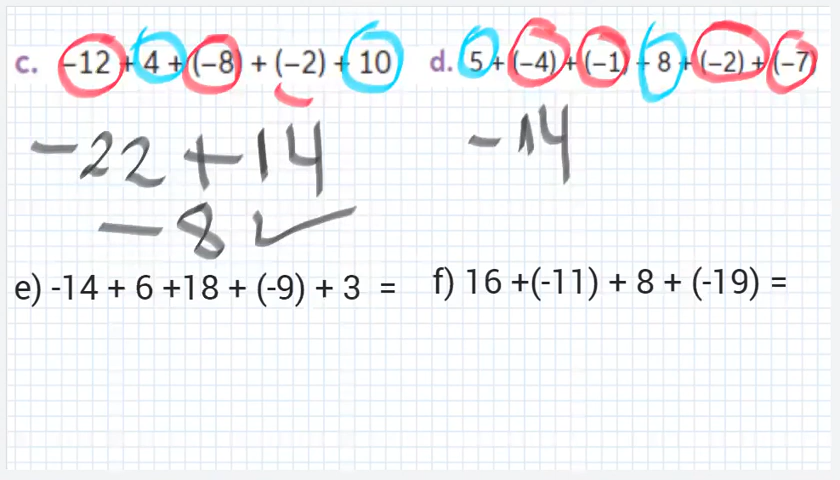 c. −12 + 4 + (−8) + (−2) + 10
d. 5 + (−4) + (−1) + 8 + (−2) + (−7)
-22 + 14
- 8 ✓
- 14
e) -14 + 6 +18 + (-9) + 3 =
f) 16 +(-11) + 8 + (-19) =